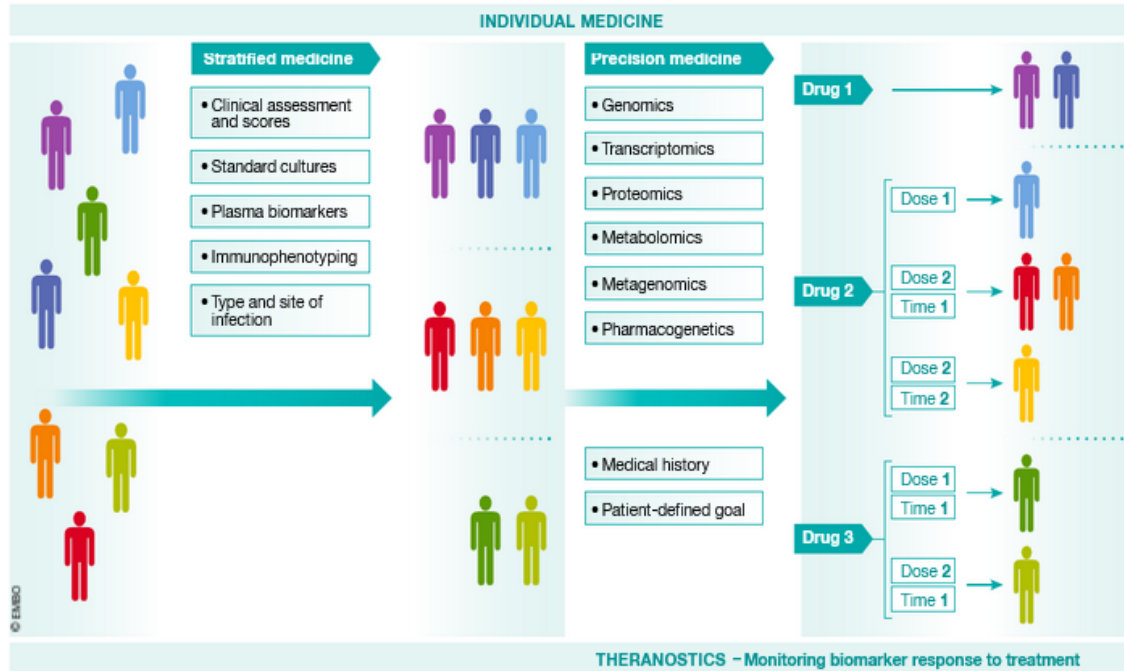 INDIVIDUAL MEDICINE
Stratified medicine
• Clinical assessment
and scores
• Standard cultures
• Plasma biomarkers
• Immunophenotyping
• Type and site of
infection
Precision medicine
• Genomics
• Transcriptomics
• Proteomics
• Metabolomics
• Metagenomics
• Pharmacogenetics
• Medical history
• Patient-defined goal
Drug 1
Drug 2
Dose 1
Dose 2
Time 1
Dose 2
Time 2
Drug 3
Dose 1
Time 1
Dose 2
Time 1
© EMBO
THERANOSTICS – Monitoring biomarker response to treatment